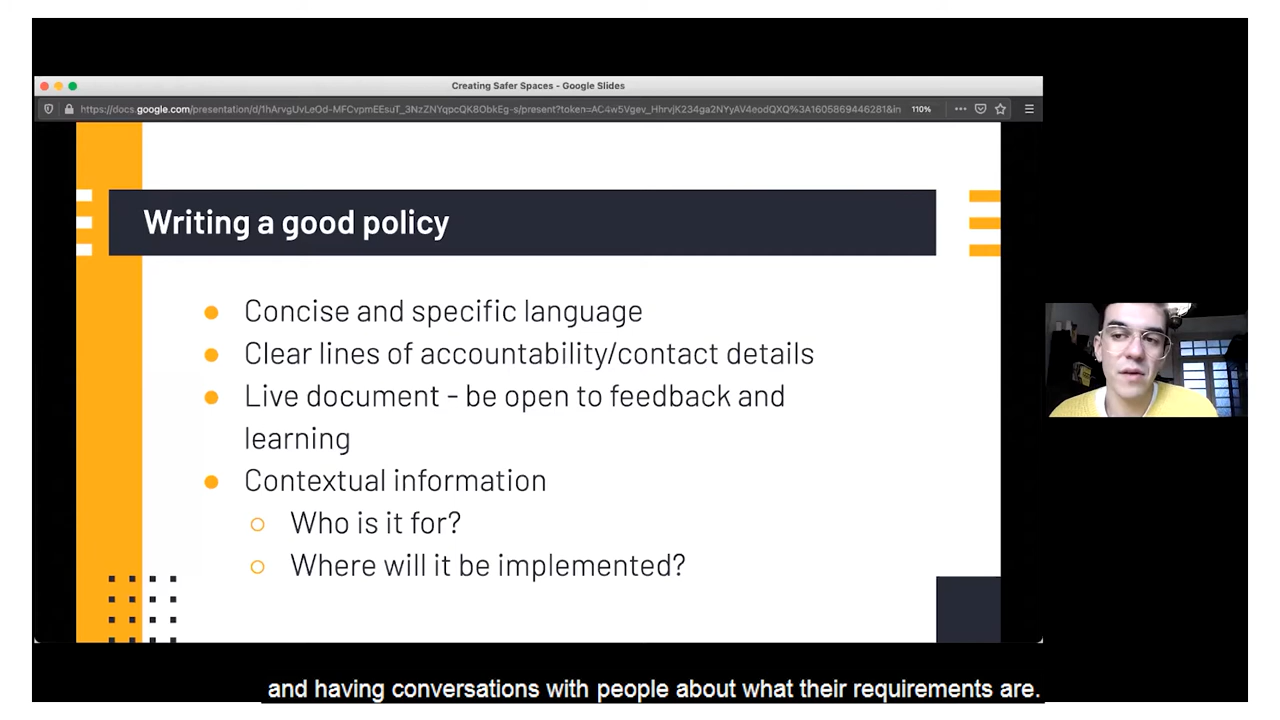 Creating Safer Spaces - Google Slides
110%
Writing a good policy
Concise and specific language
Clear lines of accountability/contact details
Live document - be open to feedback and
learning
Contextual information
Who is it for?
Where will it be implemented?
and having conversations with people about what their requirements are.